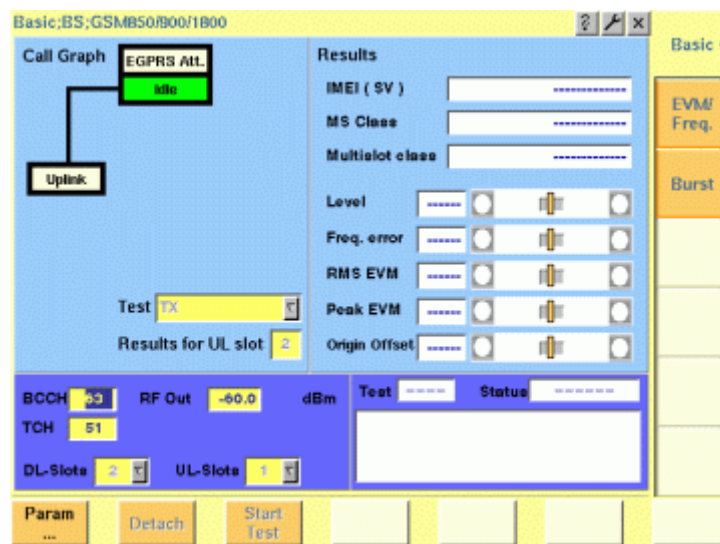 Basic;BS;GSM850/900/1800
? x
Basic
Call Graph
EGPRS Att.
Idle
Uplink
Results
IMEI ( SV ) ------------
MS Class ------------
Multislot class ------------
Level -----
Freq. error -----
RMS EVM -----
Peak EVM -----
Origin Offset -----
EVM/
Freq.
Burst
Test TX
Results for UL slot 2
BCCH RF Out -60.0 dBm
TCH 51
DL-Slots 2 UL-Slots 1
Test ---- Status ------
Param
...
Detach
Start
Test